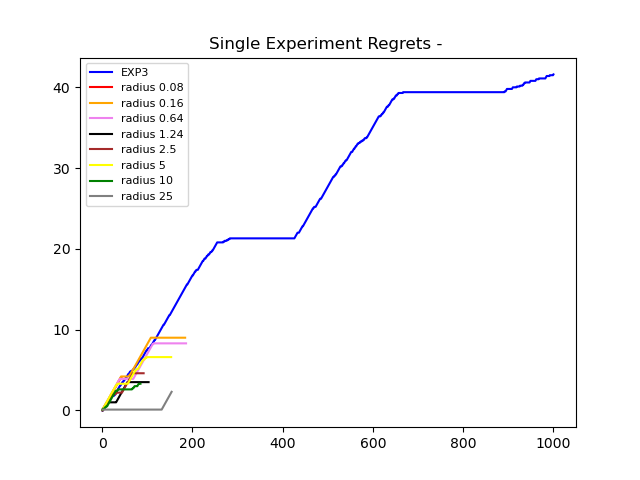 Single Experiment Regrets -
EXP3
radius 0.08
radius 0.16
radius 0.64
radius 1.24
radius 2.5
radius 5
radius 10
radius 25
40
30
20
10
0
0 200 400 600 800 1000